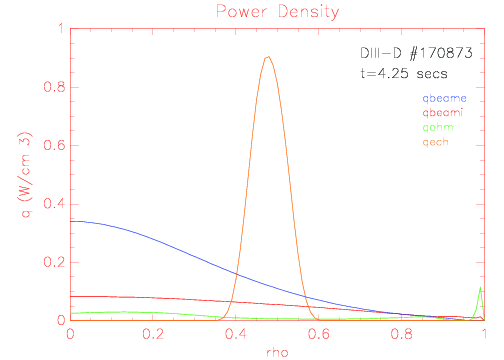 Power Density
DIII-D #170873
t=4.25 secs
qbeame
qbeami
qohm
qech
q (W/cm 3)
1
0.8
0.6
0.4
0.2
0
0
0.2
0.4
0.6
0.8
1
rho